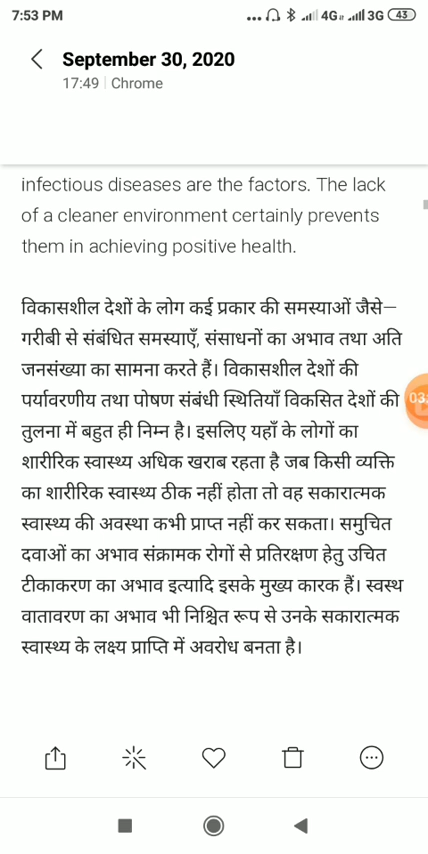 7:53 PM
4G 3G 43
September 30, 2020
17:49 | Chrome
infectious diseases are the factors. The lack
of a cleaner environment certainly prevents
them in achieving positive health.
विकासशील देशों के लोग कई प्रकार की समस्याओं जैसे—
गरीबी से संबंधित समस्याएँ, संसाधनों का अभाव तथा अति
जनसंख्या का सामना करते हैं। विकासशील देशों की
पर्यावरणीय तथा पोषण संबंधी स्थितियाँ विकसित देशों की
03:
तुलना में बहुत ही निम्न है। इसलिए यहाँ के लोगों का
शारीरिक स्वास्थ्य अधिक खराब रहता है जब किसी व्यक्ति
का शारीरिक स्वास्थ्य ठीक नहीं होता तो वह सकारात्मक
स्वास्थ्य की अवस्था कभी प्राप्त नहीं कर सकता। समुचित
दवाओं का अभाव संक्रामक रोगों से प्रतिरक्षण हेतु उचित
टीकाकरण का अभाव इत्यादि इसके मुख्य कारक हैं। स्वस्थ
वातावरण का अभाव भी निश्चित रूप से उनके सकारात्मक
स्वास्थ्य के लक्ष्य प्राप्ति में अवरोध बनता है।